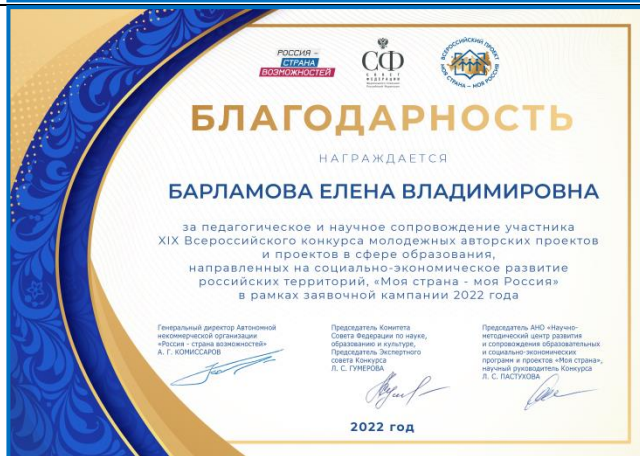 РОССИЯ –
СТРАНА
ВОЗМОЖНОСТЕЙ
СФ
СОВЕТ
ФЕДЕРАЦИИ
ВСЕРОССИЙСКИЙ ПРОЕКТ
МОЯ СТРАНА – МОЯ РОССИЯ
БЛАГОДАРНОСТЬ
НАГРАЖДАЕТСЯ
БАРЛАМОВА ЕЛЕНА ВЛАДИМИРОВНА
за педагогическое и научное сопровождение участника
XIX Всероссийского конкурса молодежных авторских проектов
и проектов в сфере образования,
направленных на социально-экономическое развитие
российских территорий, «Моя страна - моя Россия»
в рамках заявочной кампании 2022 года
Генеральный директор Автономной
некоммерческой организации
«Россия - страна возможностей»
А. Г. КОМИССАРОВ
Председатель Комитета
Совета Федерации по науке,
образованию и культуре,
Председатель Экспертного
совета Конкурса
Л. С. ГУМЕРОВА
Председатель АНО «Научно-
методический центр развития
и сопровождения образовательных
и социально-экономических
программ и проектов «Моя страна»,
научный руководитель Конкурса
Л. С. ПАСТУХОВА
2022 год